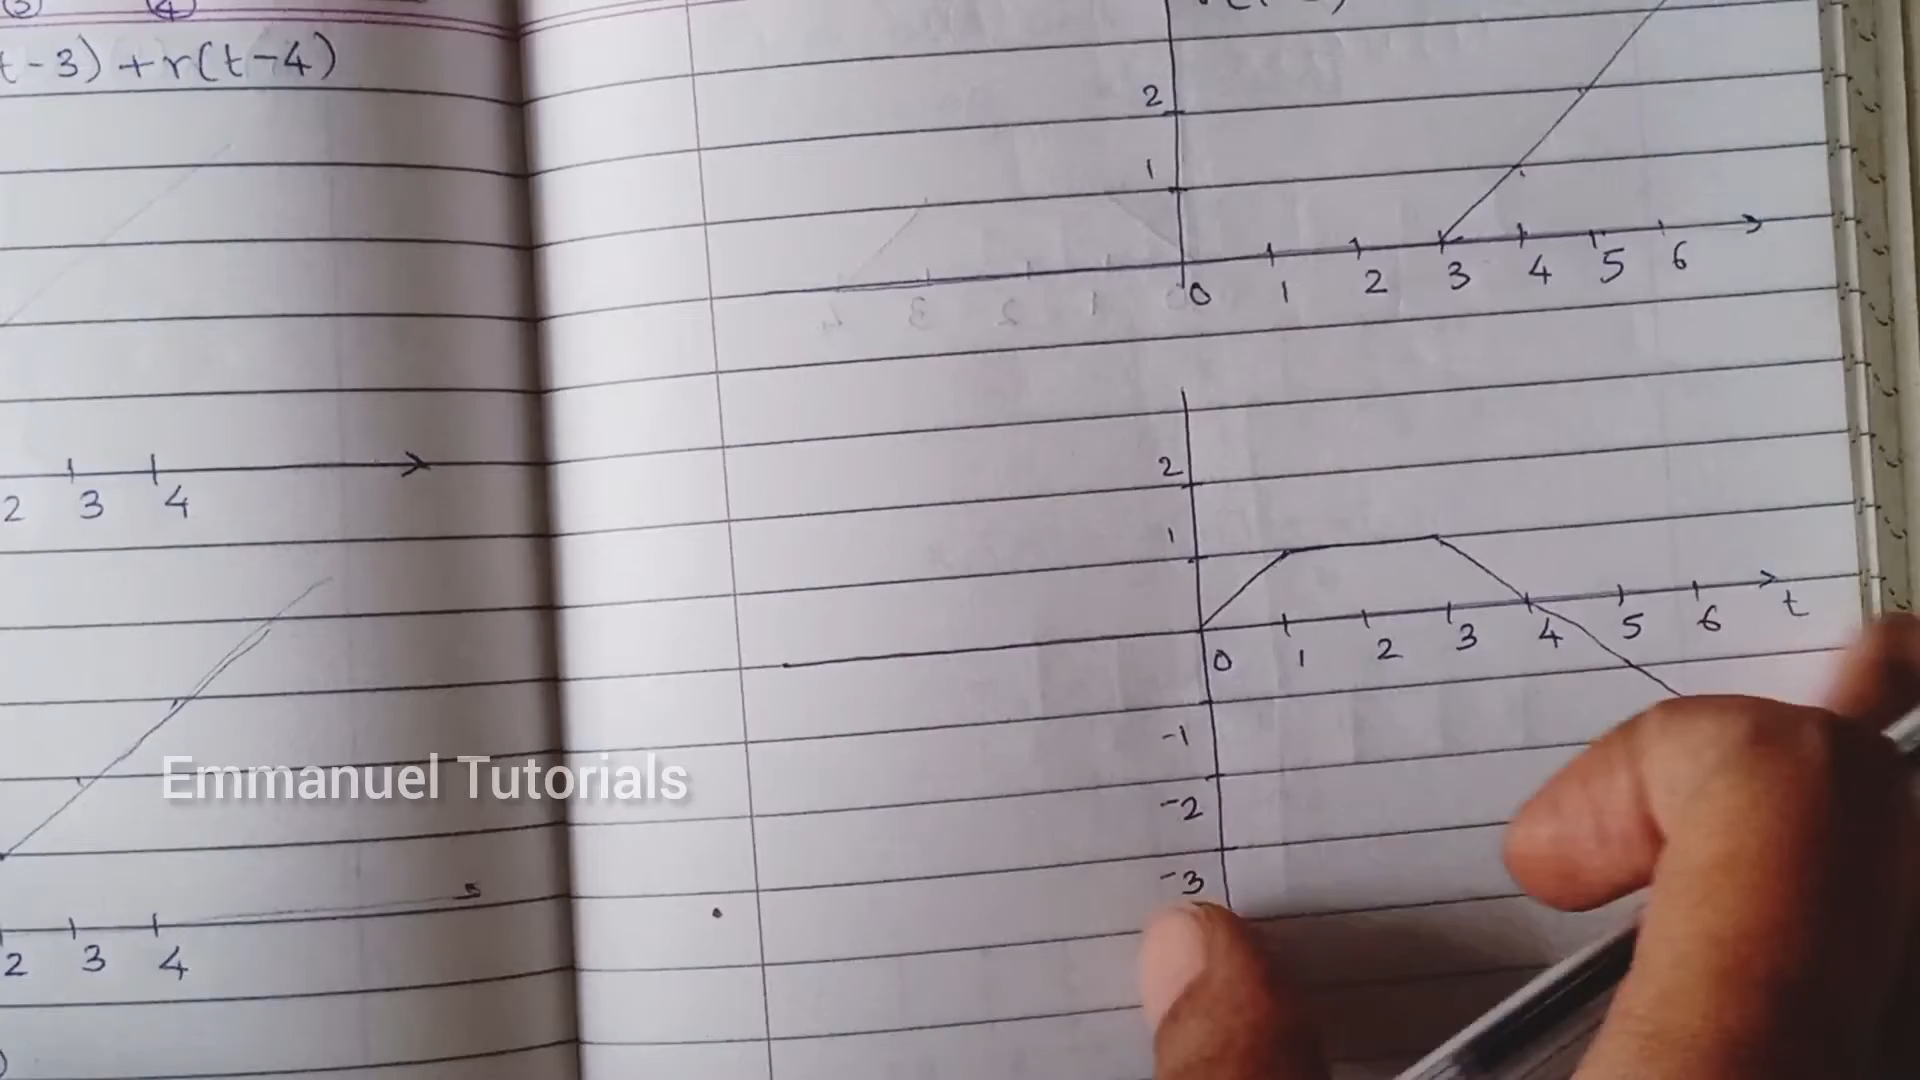 t-3)+r(t-4)
2 3 4
2 3 4
2
1
0 1 2 3 4 5 6
2
1
0 1 2 3 4 5 6 t
-1
-2
-3
Emmanuel Tutorials